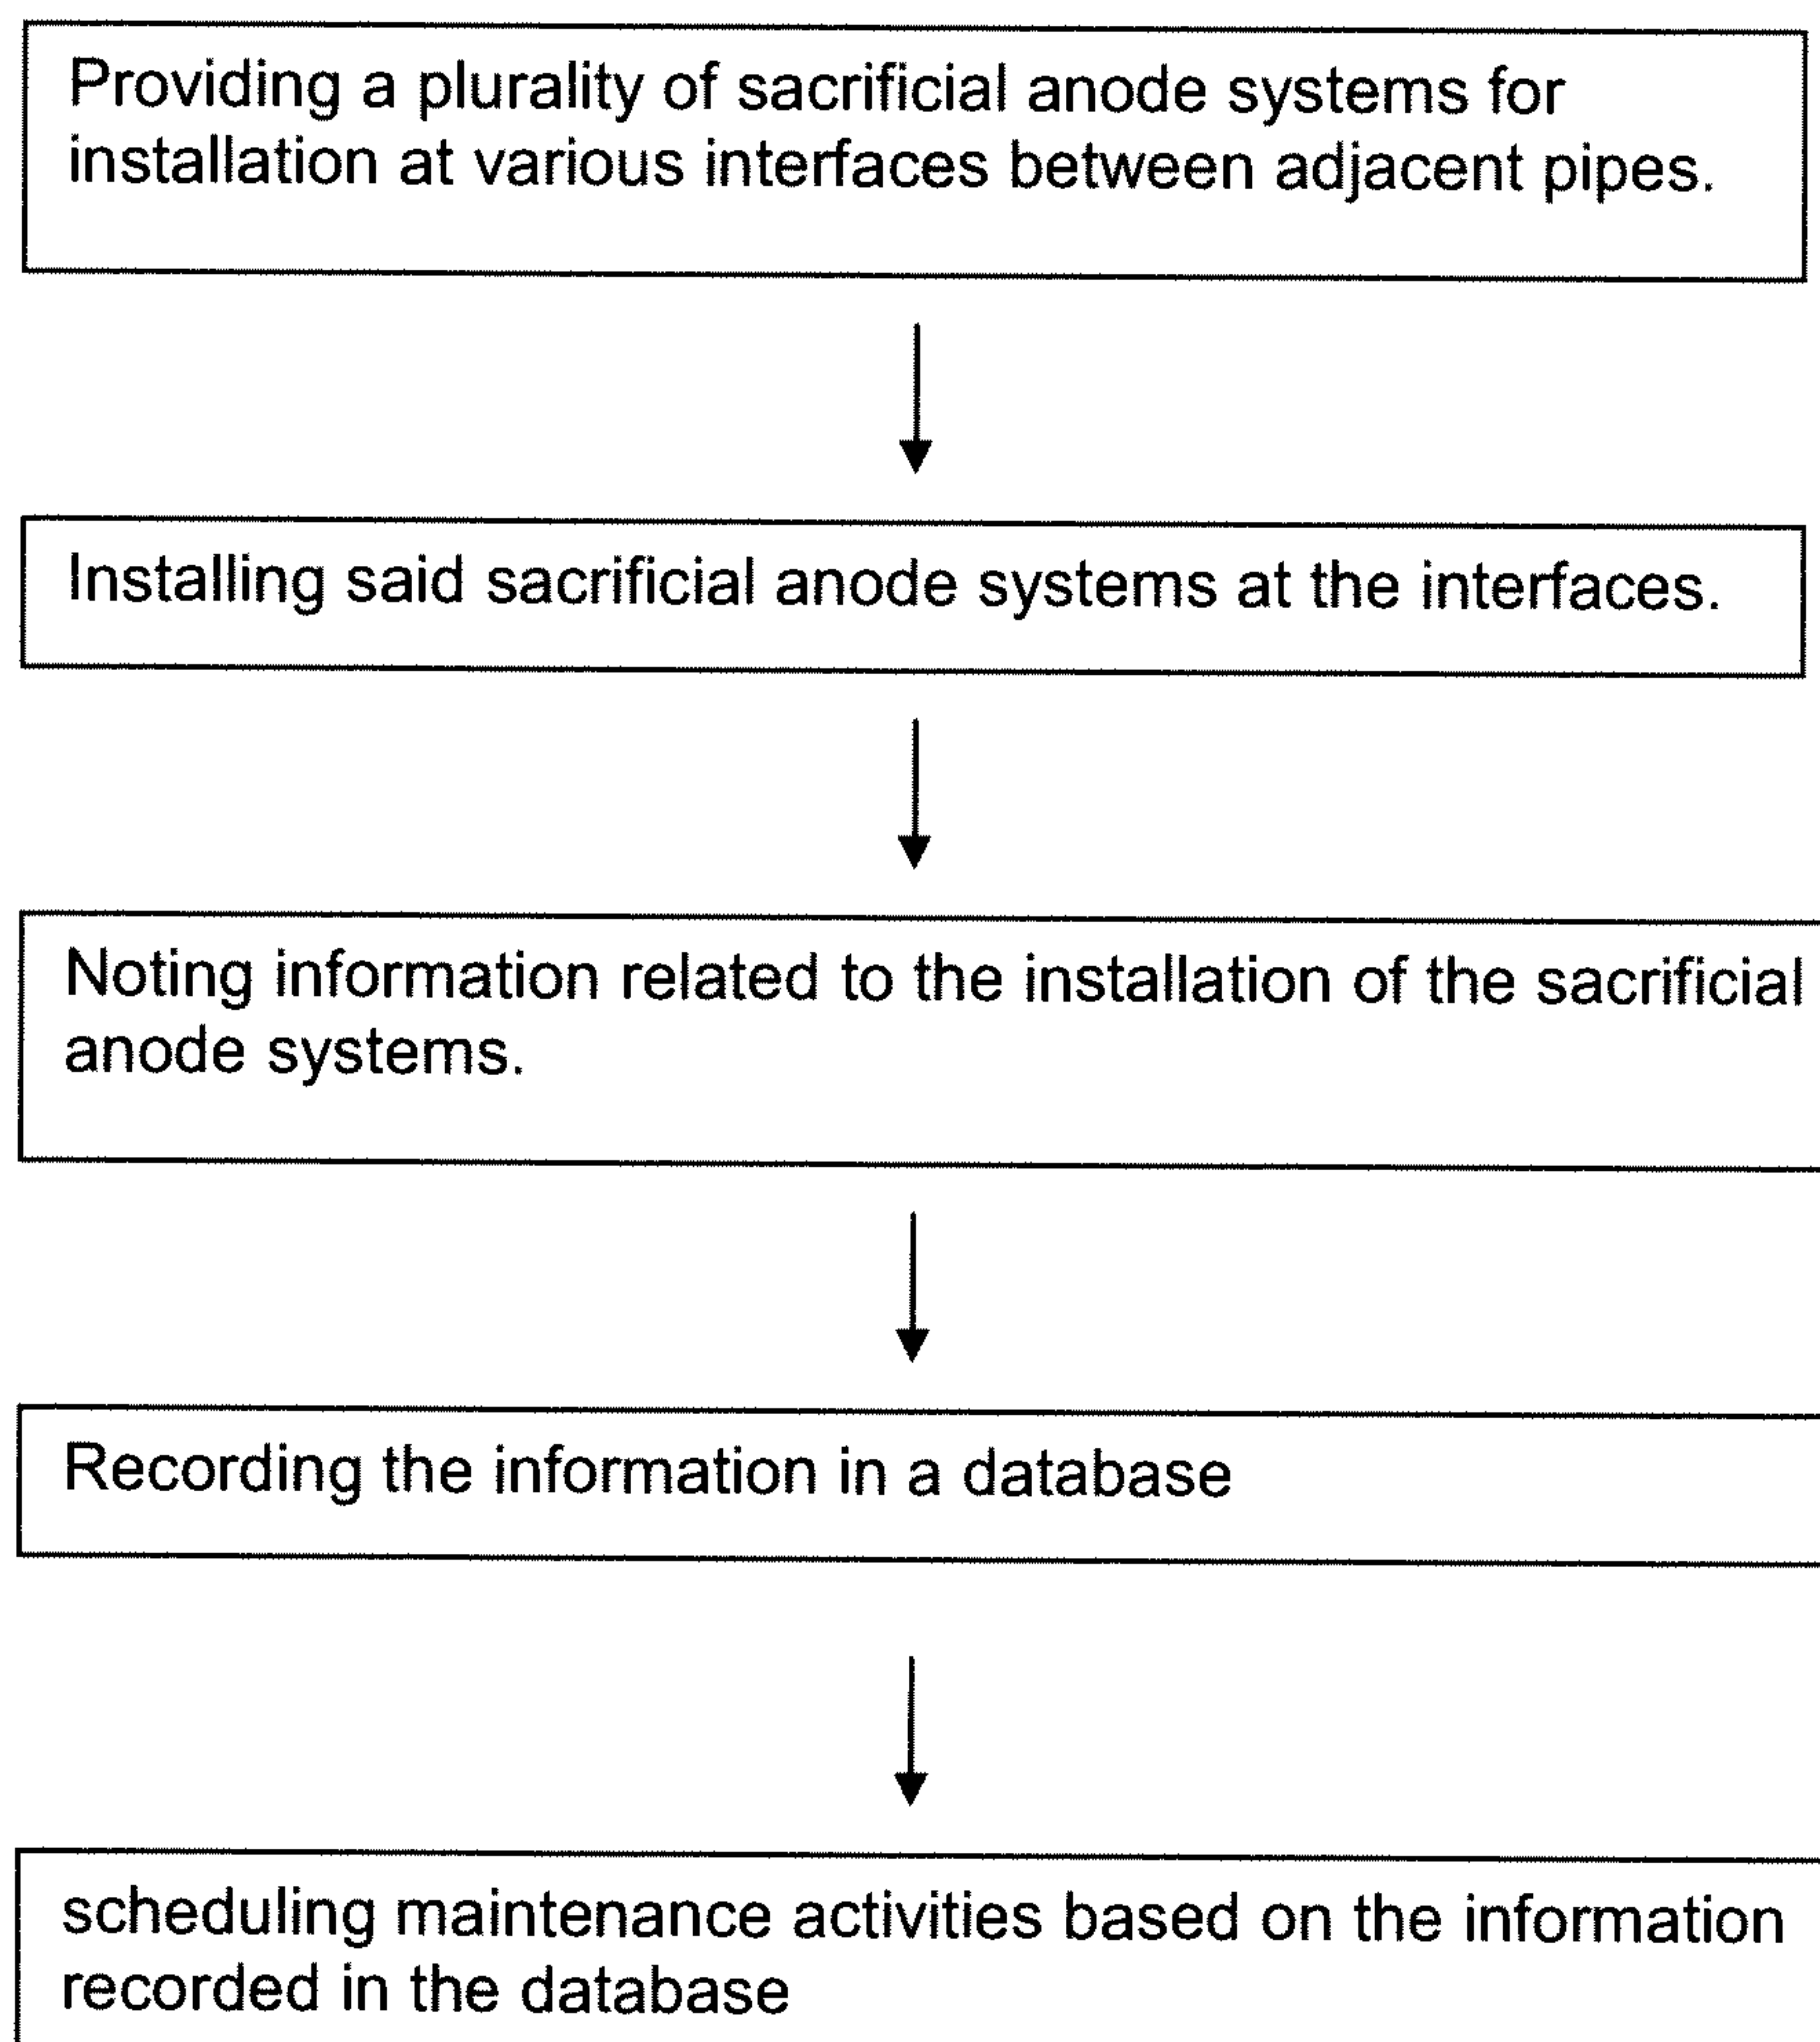 Providing a plurality of sacrificial anode systems for
installation at various interfaces between adjacent pipes.
Installing said sacrificial anode systems at the interfaces.
Noting information related to the installation of the sacrificial
anode systems.
Recording the information in a database
scheduling maintenance activities based on the information
recorded in the database